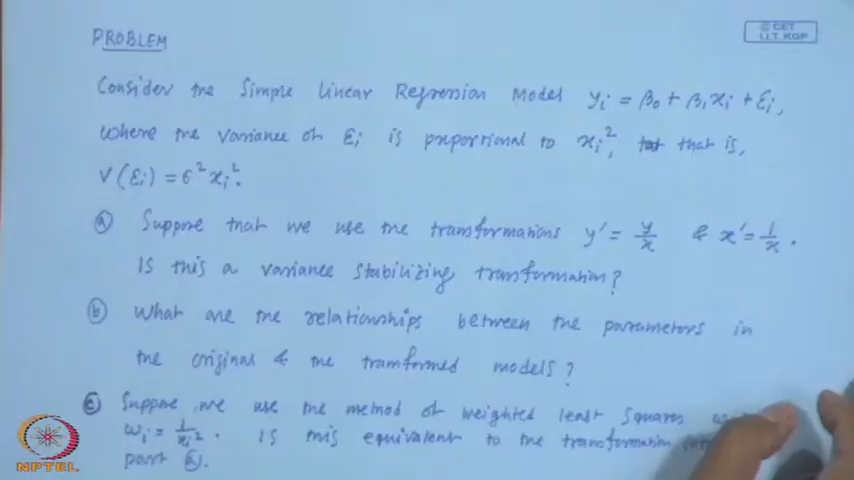 PROBLEM
© CET
I.I.T. KGP
Consider the Simple Linear Regression Model yᵢ = β₀ + β₁xᵢ + εᵢ,
where the variance of εᵢ is proportional to xᵢ², that is,
V(εᵢ) = σ²xᵢ².
(a) Suppose that we use the transformations y' = y/x & x' = 1/x.
Is this a variance stabilizing transformation?
(b) What are the relationships between the parameters in
the original & the transformed models?
(c) Suppose we use the method of weighted least squares
wᵢ = 1/xᵢ². Is this equivalent to the transformation
part (a).
NPTEL